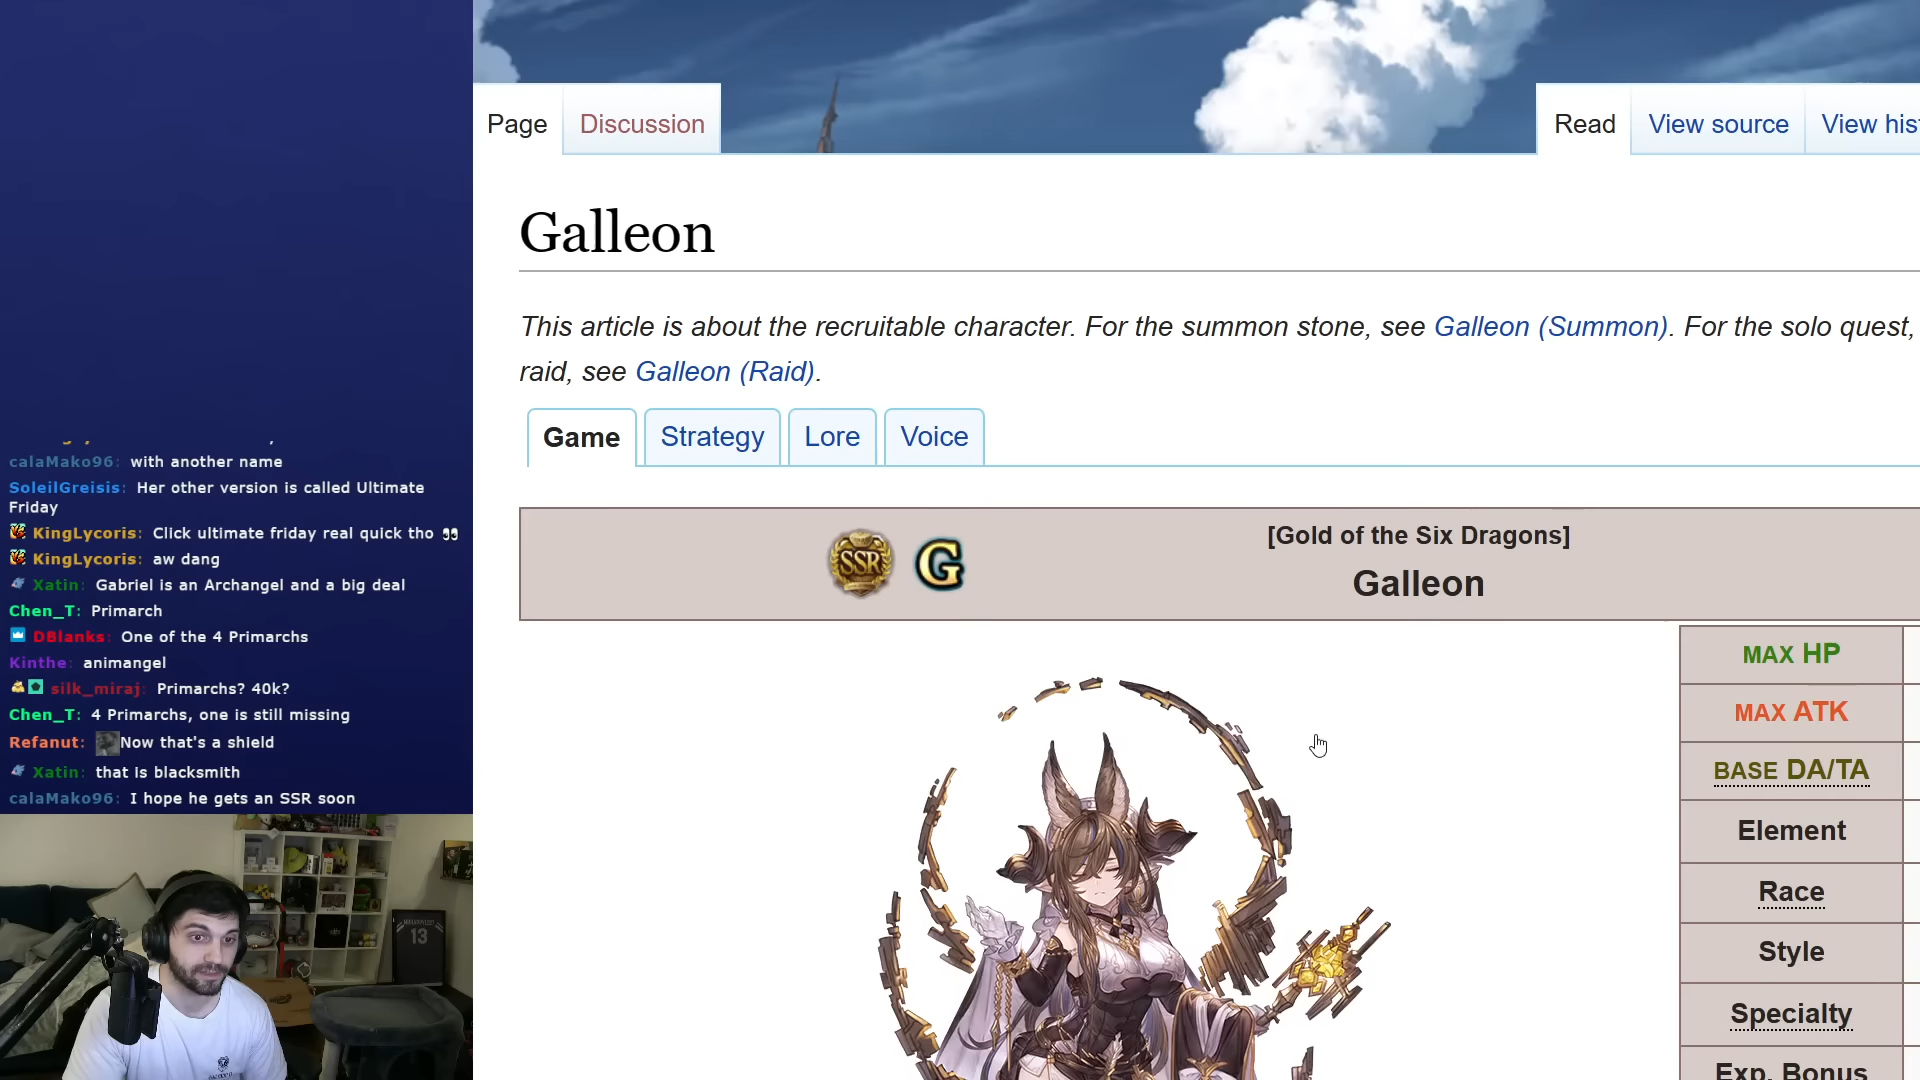 calaMako96: with another name
SoleilGreisis: Her other version is called Ultimate
Friday
KingLycoris: Click ultimate friday real quick tho
KingLycoris: aw dang
Xatin: Gabriel is an Archangel and a big deal
Chen_T: Primarch
DBlanks: One of the 4 Primarchs
Kinthe: animangel
silk_miraj: Primarchs? 40k?
Chen_T: 4 Primarchs, one is still missing
Refanut: Now that's a shield
Xatin: that is blacksmith
calaMako96: I hope he gets an SSR soon
13
Page
Discussion
Read
View source
View his
Galleon
This article is about the recruitable character. For the summon stone, see Galleon (Summon). For the solo quest,
raid, see Galleon (Raid).
Game
Strategy
Lore
Voice
SSR
G
[Gold of the Six Dragons]
Galleon
MAX HP
MAX ATK
BASE DA/TA
Element
Race
Style
Specialty
Exp. Bonus